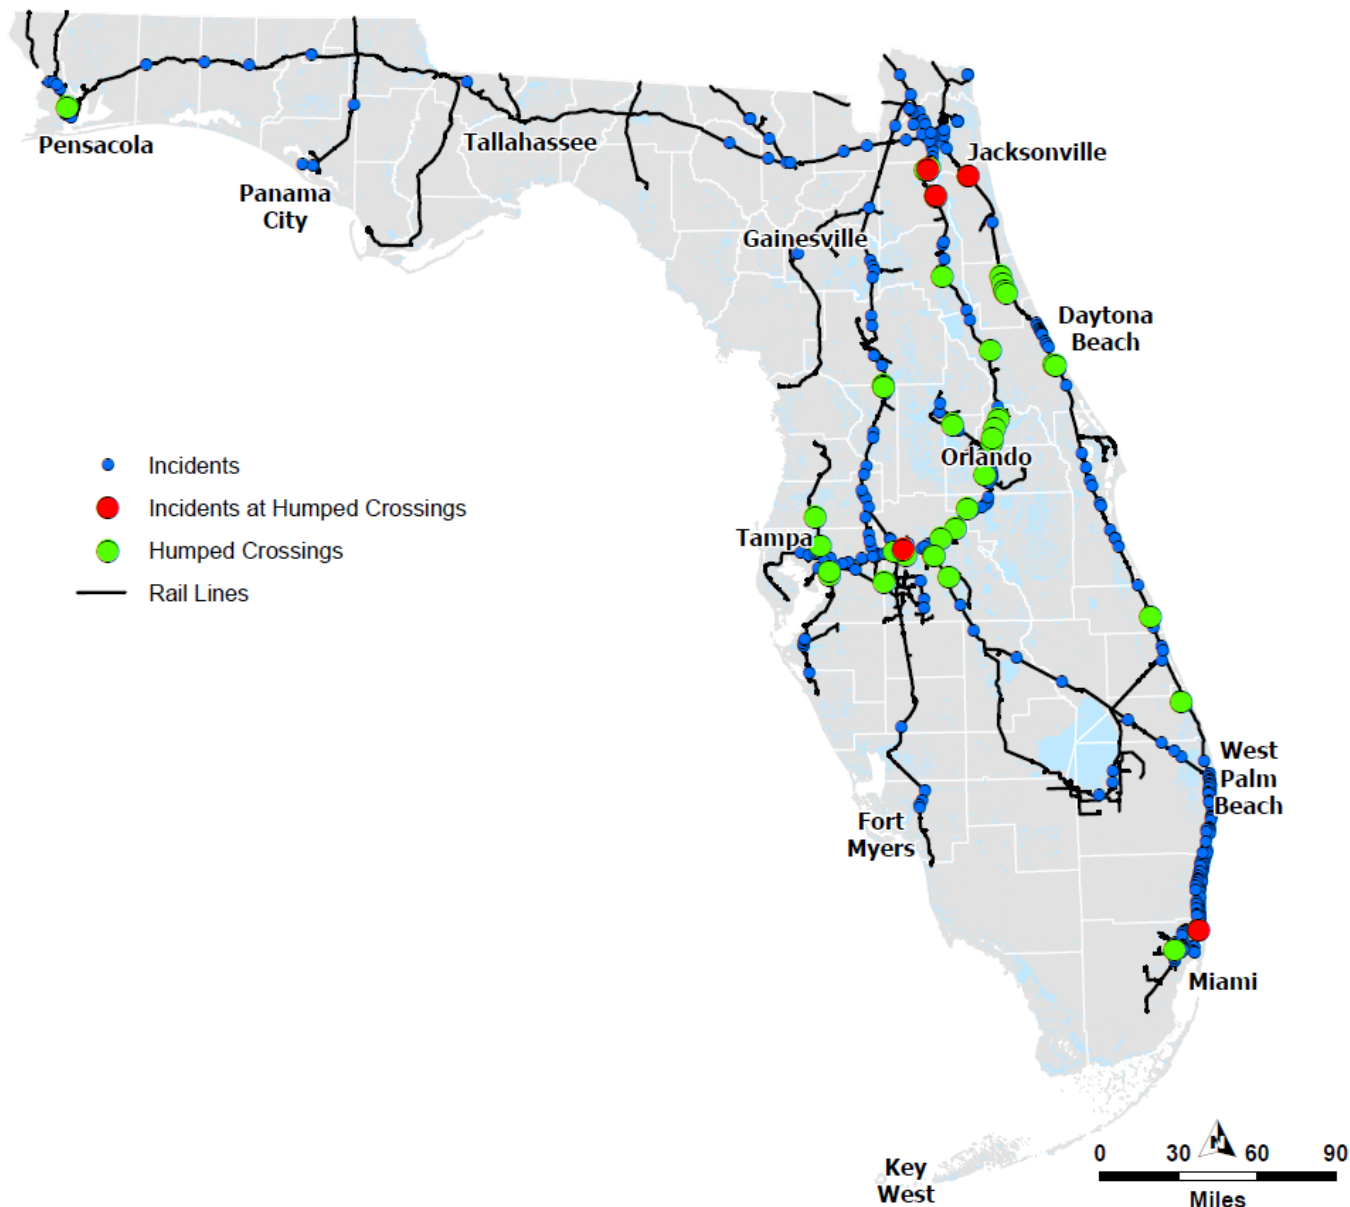 Pensacola
Tallahassee
Jacksonville
Panama
City
Gainesville
Daytona
Beach
Incidents
Incidents at Humped Crossings
Humped Crossings
Rail Lines
Orlando
Tampa
West
Palm
Beach
Fort
Myers
Miami
Key
West
N
0 30 60 90
Miles